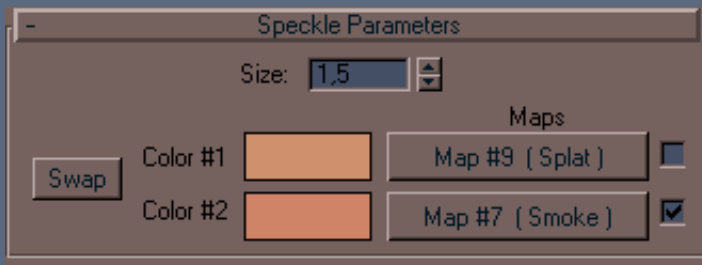 - Speckle Parameters
Size: 1,5
Maps
Color #1 Map #9 ( Splat )
Swap
Color #2 Map #7 ( Smoke )